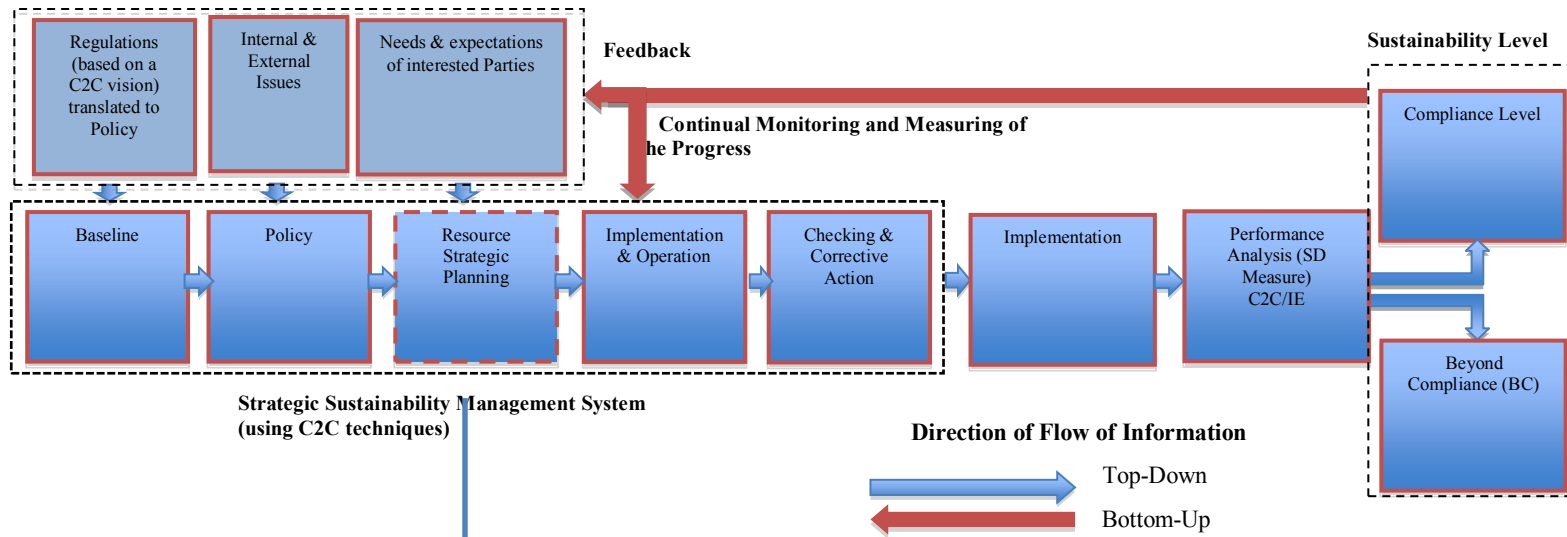 Regulations
(based on a
C2C vision)
translated to
Policy
Internal &
External
Issues
Needs & expectations
of interested Parties
Feedback
Continual Monitoring and Measuring of
he Progress
Sustainability Level
Compliance Level
Baseline
Policy
Resource
Strategic
Planning
Implementation
& Operation
Checking &
Corrective
Action
Implementation
Performance
Analysis (SD
Measure)
C2C/IE
Beyond
Compliance (BC)
Strategic Sustainability Management System
(using C2C techniques)
Direction of Flow of Information
Top-Down
Bottom-Up